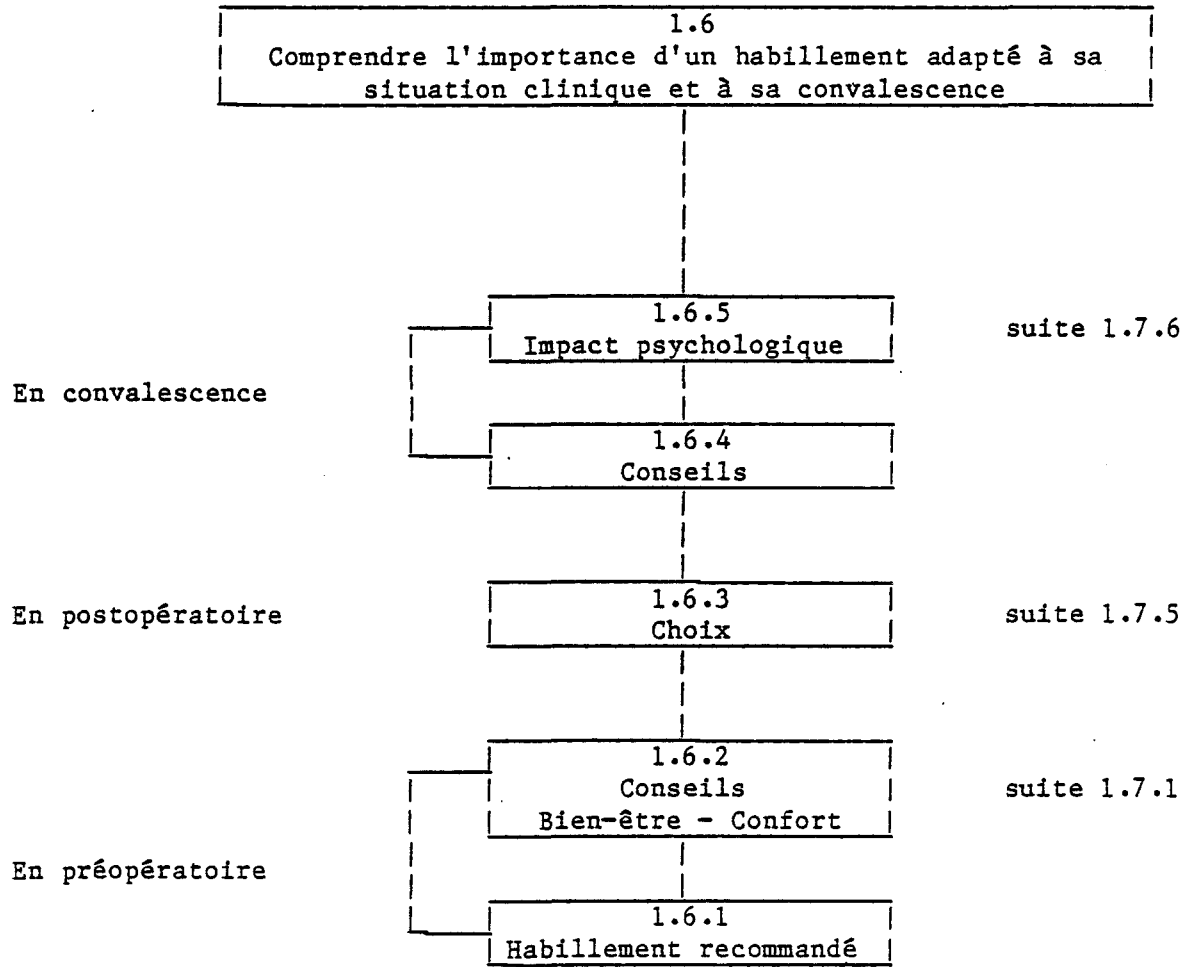 1.6
Comprendre l'importance d'un habillement adapté à sa
situation clinique et à sa convalescence
1.6.5
Impact psychologique
suite 1.7.6
En convalescence
1.6.4
Conseils
En postopératoire
1.6.3
Choix
suite 1.7.5
1.6.2
Conseils
Bien-être - Confort
suite 1.7.1
En préopératoire
1.6.1
Habillement recommandé